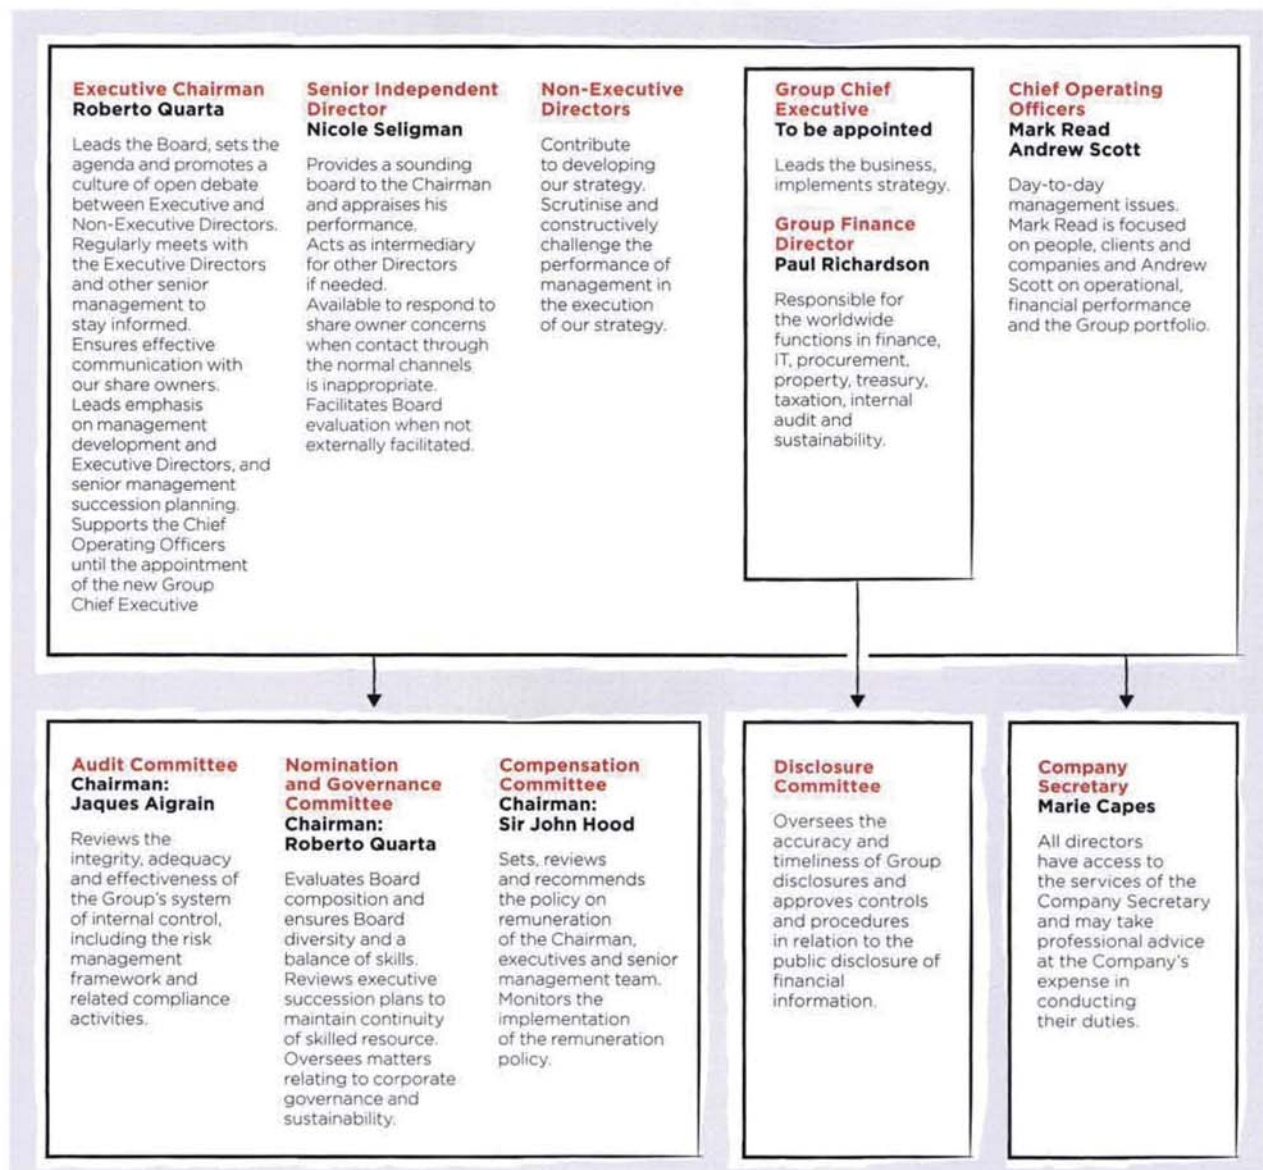 Executive Chairman
Roberto Quarta
Leads the Board, sets the
agenda and promotes a
culture of open debate
between Executive and
Non-Executive Directors.
Regularly meets with
the Executive Directors
and other senior
management to
stay informed.
Ensures effective
communication with
our share owners.
Leads emphasis
on management
development and
Executive Directors, and
senior management
succession planning.
Supports the Chief
Operating Officers
until the appointment
of the new Group
Chief Executive
Senior Independent
Director
Nicole Seligman
Provides a sounding
board to the Chairman
and appraises his
performance.
Acts as intermediary
for other Directors
if needed.
Available to respond to
share owner concerns
when contact through
the normal channels
is inappropriate.
Facilitates Board
evaluation when not
externally facilitated.
Non-Executive
Directors
Contribute
to developing
our strategy.
Scrutinise and
constructively
challenge the
performance of
management in
the execution
of our strategy.
Group Chief
Executive
To be appointed
Leads the business,
implements strategy.
Group Finance
Director
Paul Richardson
Responsible for
the worldwide
functions in finance,
IT, procurement,
property, treasury,
taxation, internal
audit and
sustainability.
Chief Operating
Officers
Mark Read
Andrew Scott
Day-to-day
management issues.
Mark Read is focused
on people, clients and
companies and Andrew
Scott on operational,
financial performance
and the Group portfolio.
Audit Committee
Chairman:
Jaques Aigrain
Reviews the
integrity, adequacy
and effectiveness of
the Group's system
of internal control,
including the risk
management
framework and
related compliance
activities.
Nomination
and Governance
Committee
Chairman:
Roberto Quarta
Evaluates Board
composition and
ensures Board
diversity and a
balance of skills.
Reviews executive
succession plans to
maintain continuity
of skilled resource.
Oversees matters
relating to corporate
governance and
sustainability.
Compensation
Committee
Chairman:
Sir John Hood
Sets, reviews
and recommends
the policy on
remuneration
of the Chairman,
executives and senior
management team.
Monitors the
implementation
of the remuneration
policy.
Disclosure
Committee
Oversees the
accuracy and
timeliness of Group
disclosures and
approves controls
and procedures
in relation to the
public disclosure of
financial
information.
Company
Secretary
Marie Capes
All directors
have access to
the services of the
Company Secretary
and may take
professional advice
at the Company's
expense in
conducting
their duties.